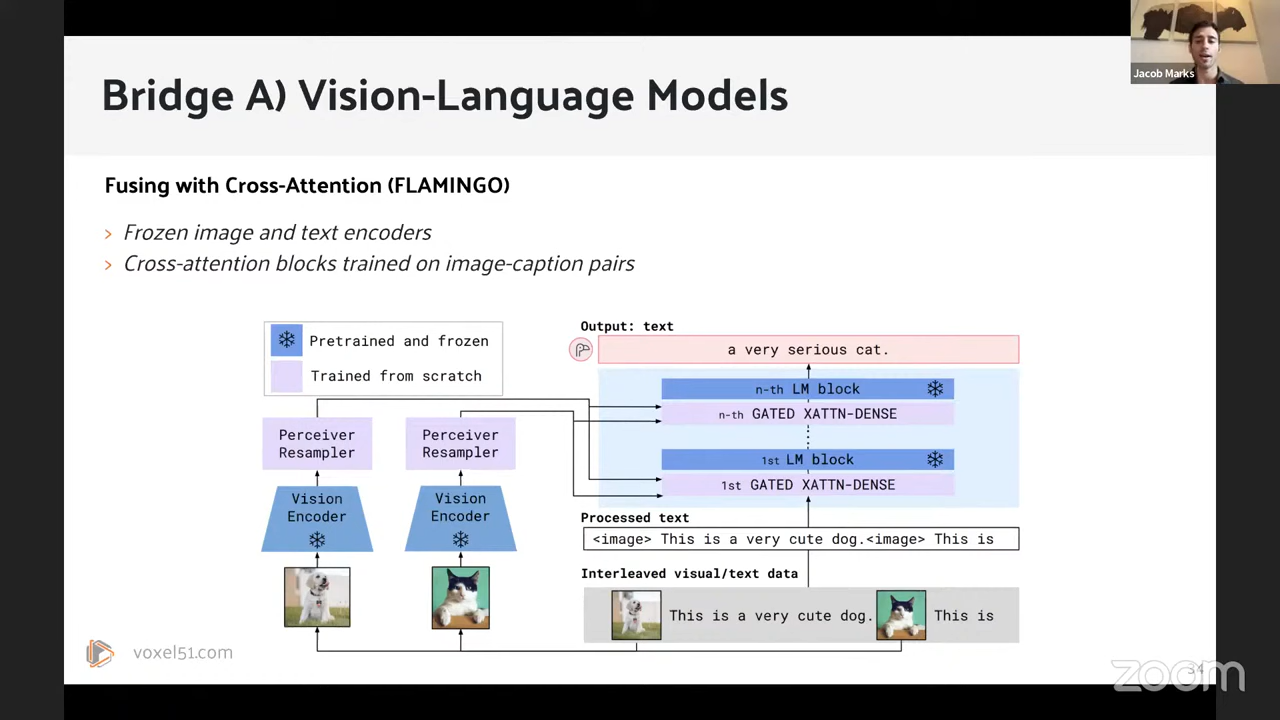 Jacob Marks
Bridge A) Vision-Language Models
Fusing with Cross-Attention (FLAMINGO)
› Frozen image and text encoders
› Cross-attention blocks trained on image-caption pairs
Pretrained and frozen
Trained from scratch
Perceiver
Resampler
Perceiver
Resampler
Vision
Encoder
Vision
Encoder
Output: text
a very serious cat.
n-th LM block
n-th GATED XATTN-DENSE
1st LM block
1st GATED XATTN-DENSE
Processed text
<image> This is a very cute dog.<image> This is
Interleaved visual/text data
This is a very cute dog.
This is
voxel51.com
34
zoom